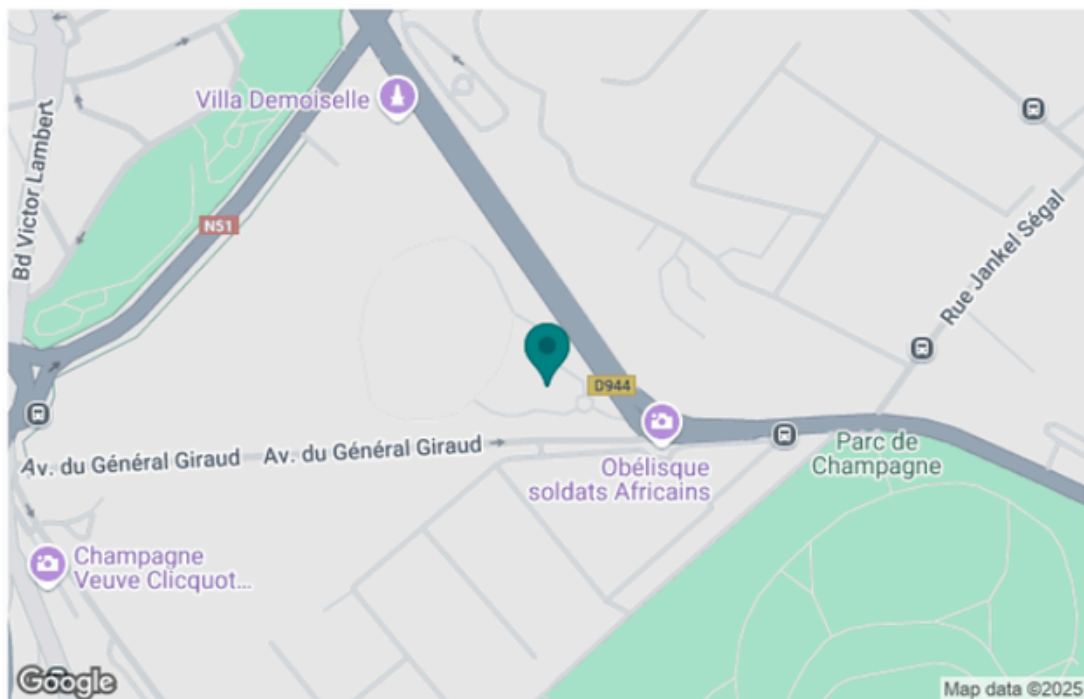 Villa Demoiselle
Bd Victor Lambert
N51
Rue Jankel Ségal
D944
Av. du Général Giraud
Av. du Général Giraud
Obélisque
soldats Africains
Parc de
Champagne
Champagne
Veuve Clicquot...
Google
Map data ©2025